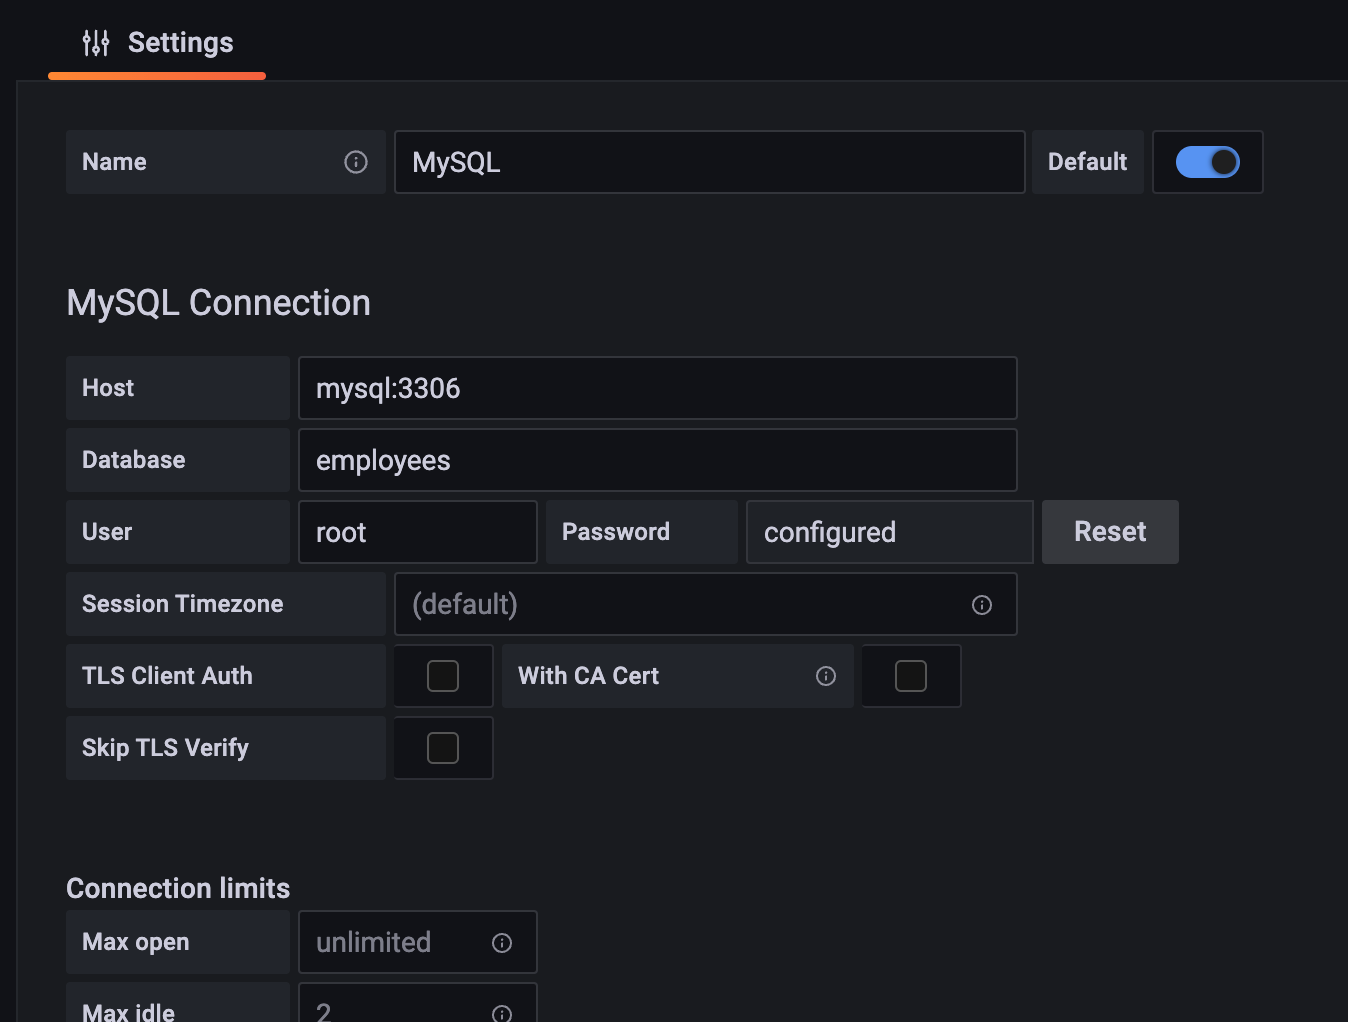 Settings
Name MySQL Default
MySQL Connection
Host mysql:3306
Database employees
User root Password configured Reset
Session Timezone (default)
TLS Client Auth With CA Cert
Skip TLS Verify
Connection limits
Max open unlimited
Max idle 2